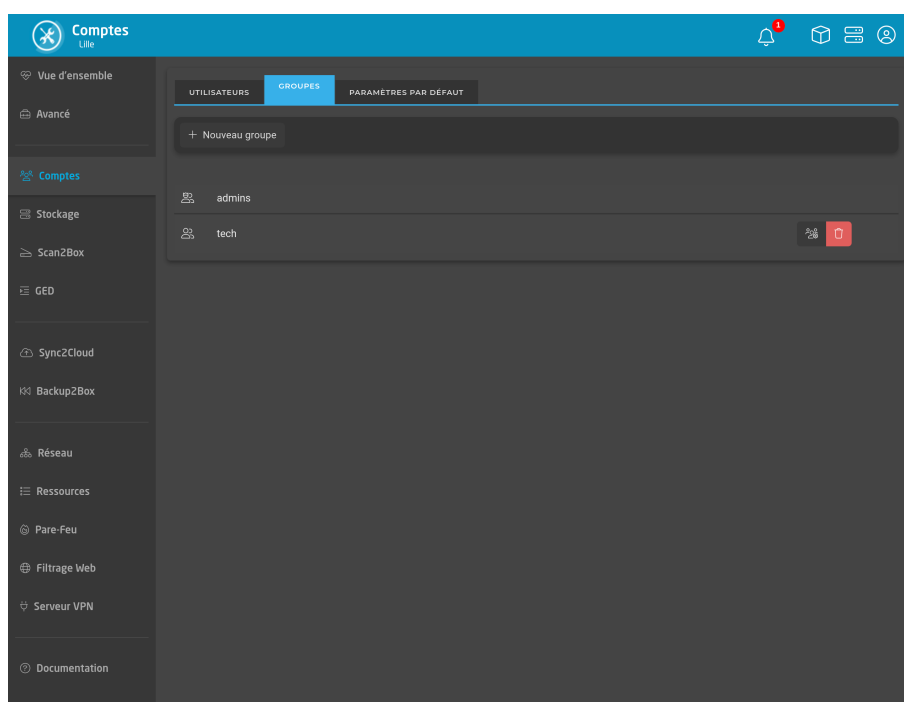 Comptes
Lille
1
Vue d'ensemble
Avancé
Comptes
Stockage
Scan2Box
GED
Sync2Cloud
Backup2Box
Réseau
Ressources
Pare-Feu
Filtrage Web
Serveur VPN
Documentation
UTILISATEURS
GROUPES
PARAMÈTRES PAR DÉFAUT
+ Nouveau groupe
admins
tech